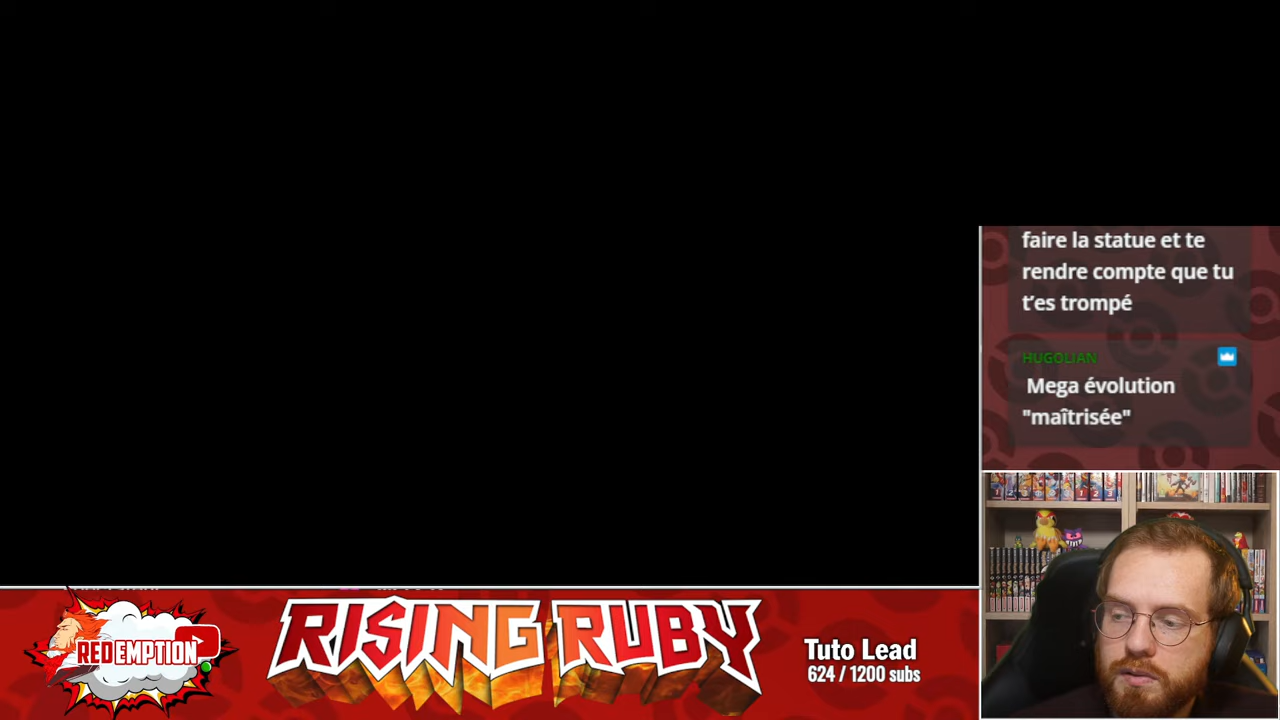 faire la statue et te
rendre compte que tu
t'es trompé
HUGOLIAN
Mega évolution
"maîtrisée"
REDEMPTION
RISING RUBY
Tuto Lead
624 / 1200 subs